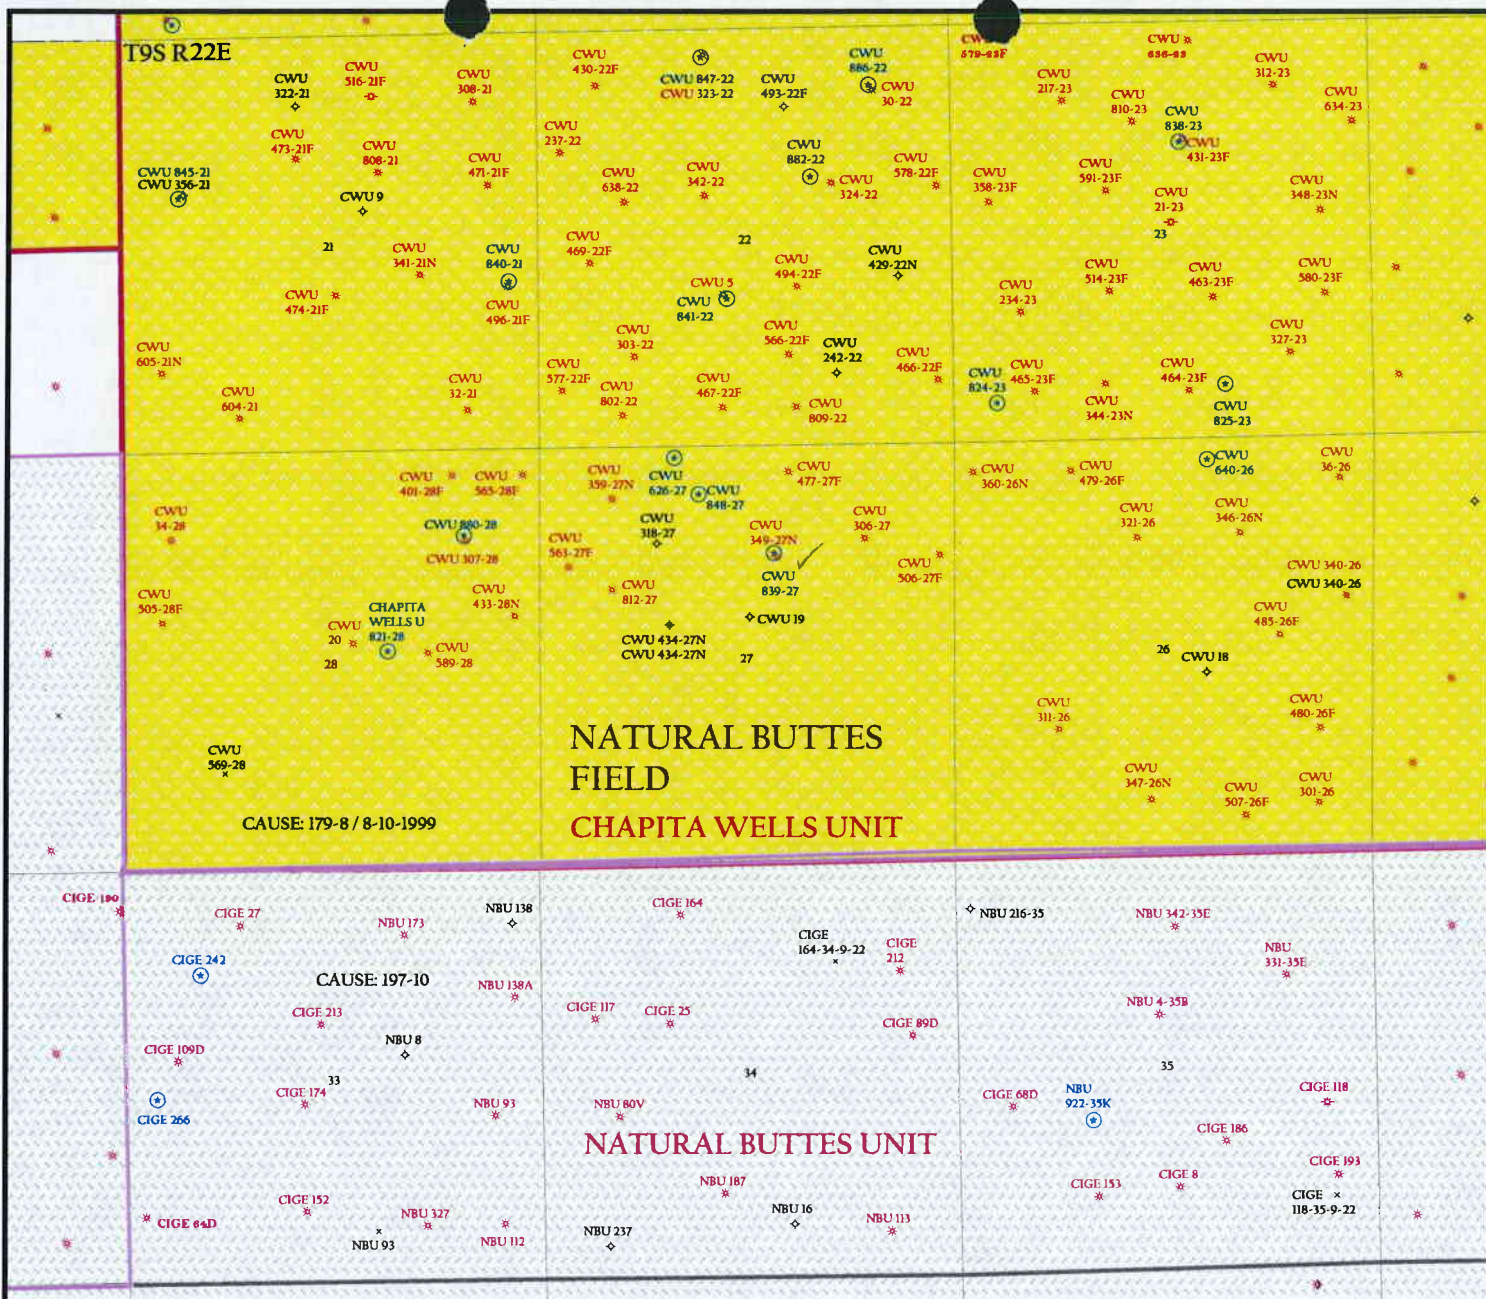 T9S R22E
CWU
322-21
CWU
516-21F
CWU
308-21
CWU
473-21F
CWU
808-21
CWU
471-21F
CWU 845-21
CWU 356-21
CWU 9
21
CWU
341-21N
CWU
840-21
CWU
474-21F
CWU
496-21F
CWU
605-21N
CWU
604-21
CWU
32-21
CWU
430-22F
CWU 847-22
CWU 323-22
CWU
493-22F
CWU
886-22
CWU
30-22
CWU
237-22
CWU
882-22
CWU
638-22
CWU
342-22
CWU
324-22
CWU
578-22F
CWU
469-22F
22
CWU
494-22F
CWU
429-22N
CWU 5
CWU
841-22
CWU
303-22
CWU
566-22F
CWU
242-22
CWU
466-22F
CWU
577-22F
CWU
802-22
CWU
467-22F
CWU
809-22
CWU
217-23
CWU
810-23
CWU
312-23
CWU
634-23
CWU
838-23
CWU
431-23F
CWU
358-23F
CWU
591-23F
CWU
21-23
23
CWU
348-23N
CWU
234-23
CWU
514-23F
CWU
463-23F
CWU
580-23F
CWU
327-23
CWU
824-23
CWU
465-23F
CWU
344-23N
CWU
464-23F
CWU
825-23
CWU
401-28F
CWU
565-28F
CWU
34-28
CWU 880-28
CWU 307-28
CWU
505-28F
CWU
433-28N
CHAPITA
WELLS U
821-28
CWU
20
28
CWU
589-28
CWU
569-28
CAUSE: 179-8 / 8-10-1999
CWU
359-27N
CWU
626-27
CWU
848-27
CWU
477-27F
CWU
318-27
CWU
349-27N
CWU
306-27
CWU
563-27F
CWU
839-27
CWU
506-27F
CWU
812-27
CWU 19
CWU 434-27N
CWU 434-27N
27
CWU
360-26N
CWU
479-26F
CWU
640-26
CWU
36-26
CWU
321-26
CWU
346-26N
CWU 340-26
CWU 340-26
CWU
485-26F
26
CWU 18
CWU
311-26
CWU
480-26F
CWU
347-26N
CWU
507-26F
CWU
301-26
NATURAL BUTTES
FIELD
CHAPITA WELLS UNIT
CIGE 27
NBU 173
NBU 138
CIGE 242
CAUSE: 197-10
NBU 138A
CIGE 213
NBU 8
CIGE 109D
33
CIGE 174
NBU 93
CIGE 266
CIGE 152
CIGE 64D
NBU 327
NBU 93
NBU 112
CIGE 164
CIGE
164-34-9-22
CIGE
212
CIGE 117
CIGE 25
CIGE 89D
34
NBU 80V
NATURAL BUTTES UNIT
NBU 187
NBU 16
NBU 237
NBU 113
NBU 216-35
NBU 342-35E
NBU
331-35E
NBU 4-35B
35
CIGE 68D
NBU
922-35K
CIGE 118
CIGE 186
CIGE 193
CIGE 153
CIGE 8
CIGE
118-35-9-22